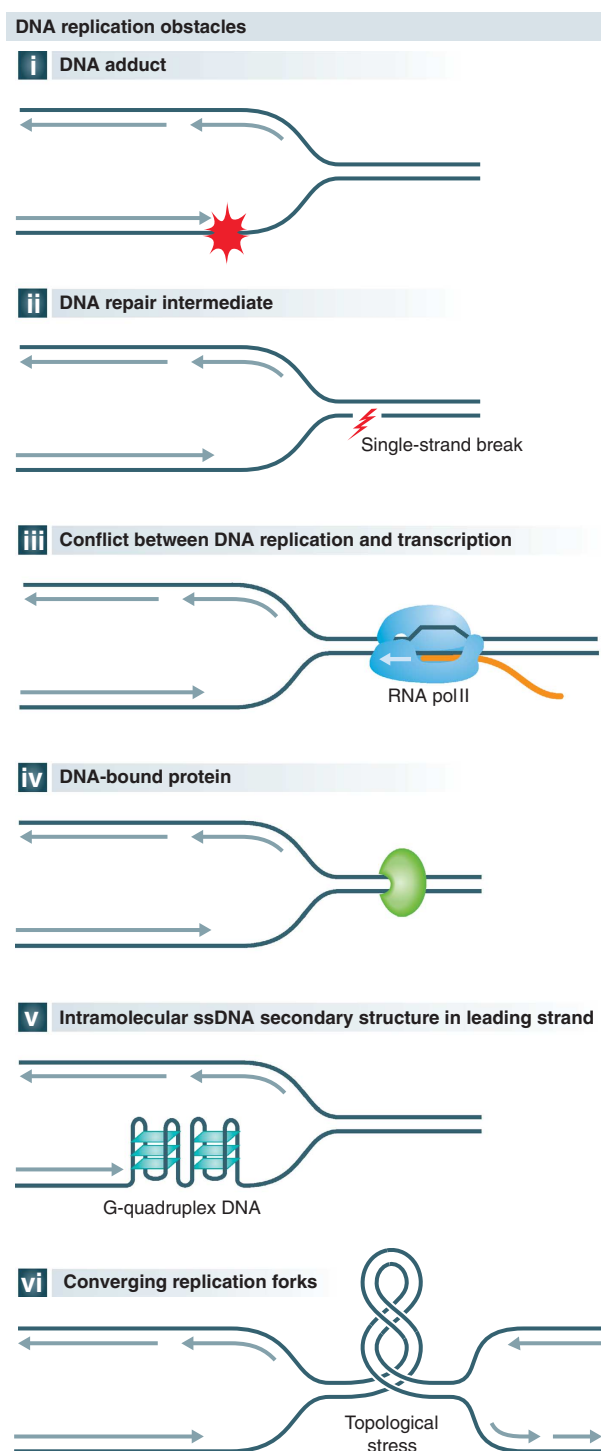 DNA replication obstacles
i DNA adduct
ii DNA repair intermediate
Single-strand break
iii Conflict between DNA replication and transcription
RNA pol II
iv DNA-bound protein
v Intramolecular ssDNA secondary structure in leading strand
G-quadruplex DNA
vi Converging replication forks
Topological
stress